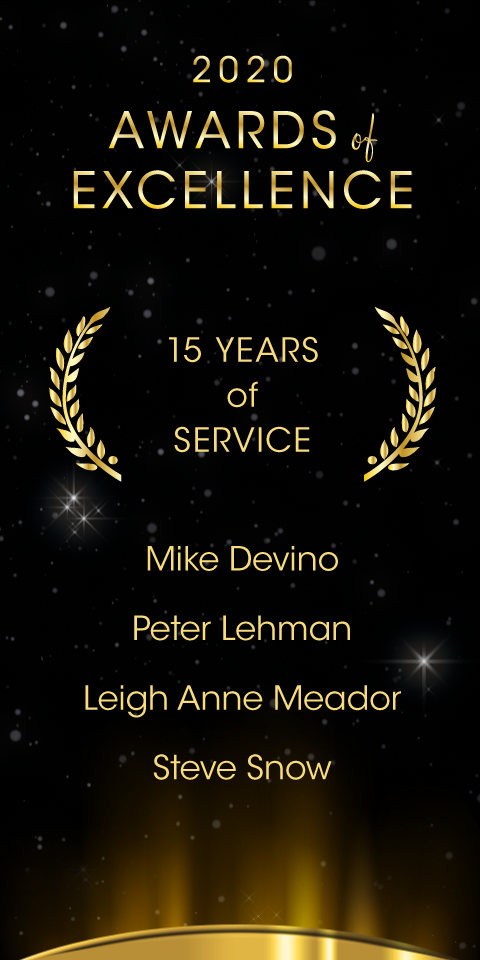 2020
AWARDS of
EXCELLENCE
15 YEARS
of
SERVICE
Mike Devino
Peter Lehman
Leigh Anne Meador
Steve Snow